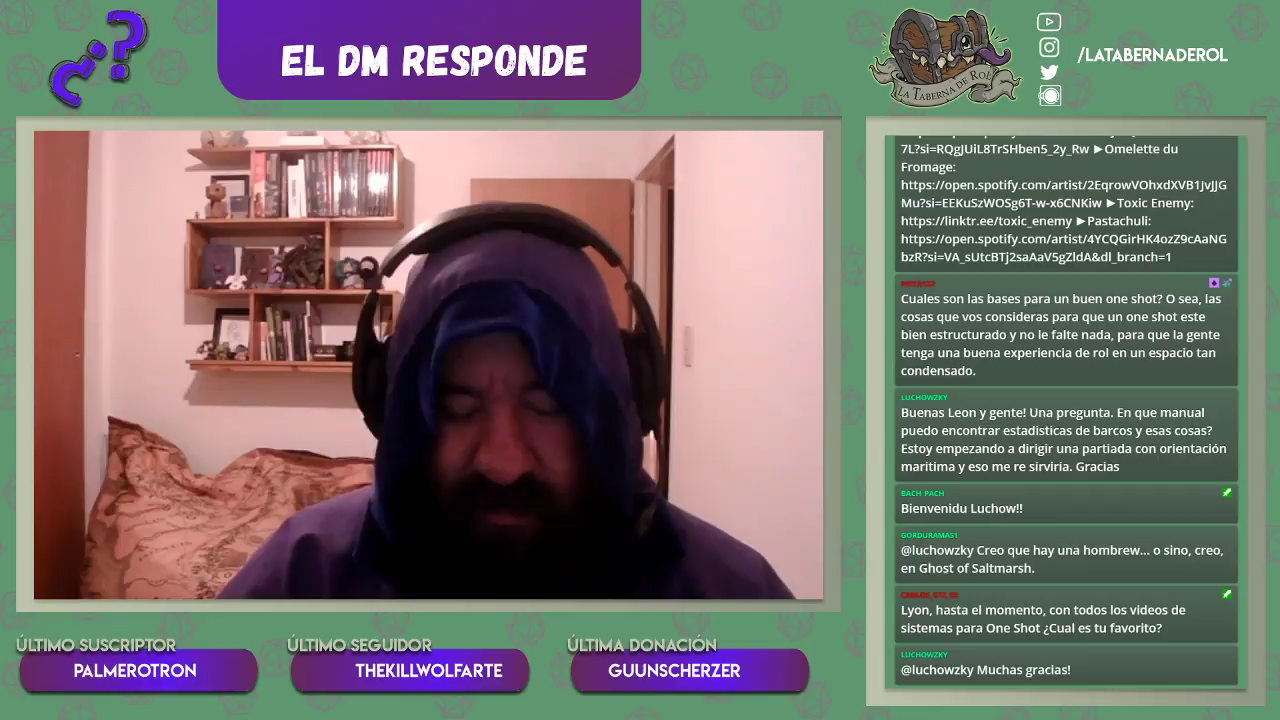 ¿?
EL DM RESPONDE
LA TABERNA DE ROL
/LATABERNADEROL
7L?si=RQgJUiL8TrSHben5_2y_Rw ►Omelette du
Fromage:
https://open.spotify.com/artist/2EqrowVOhxdXVB1JvJJG
Mu?si=EEKuSzWOSg6T-w-x6CNKiw ►Toxic Enemy:
https://linktr.ee/toxic_enemy ►Pastachuli:
https://open.spotify.com/artist/4YCQGirHK4ozZ9cAaNG
bzR?si=VA_sUtcBTj2saAaV5gZldA&dl_branch=1
Cuales son las bases para un buen one shot? O sea, las
cosas que vos consideras para que un one shot este
bien estructurado y no le falte nada, para que la gente
tenga una buena experiencia de rol en un espacio tan
condensado.
LUCHOWZKY
Buenas Leon y gente! Una pregunta. En que manual
puedo encontrar estadisticas de barcos y esas cosas?
Estoy empezando a dirigir una partiada con orientación
maritima y eso me re sirviria. Gracias
BACH PACH
Bienvenidu Luchow!!
GORDURAMAS1
@luchowzky Creo que hay una hombrew... o sino, creo,
en Ghost of Saltmarsh.
Lyon, hasta el momento, con todos los videos de
sistemas para One Shot ¿Cual es tu favorito?
LUCHOWZKY
@luchowzky Muchas gracias!
ÚLTIMO SUSCRIPTOR
PALMEROTRON
ÚLTIMO SEGUIDOR
THEKILLWOLFARTE
ÚLTIMA DONACIÓN
GUUNSCHERZER